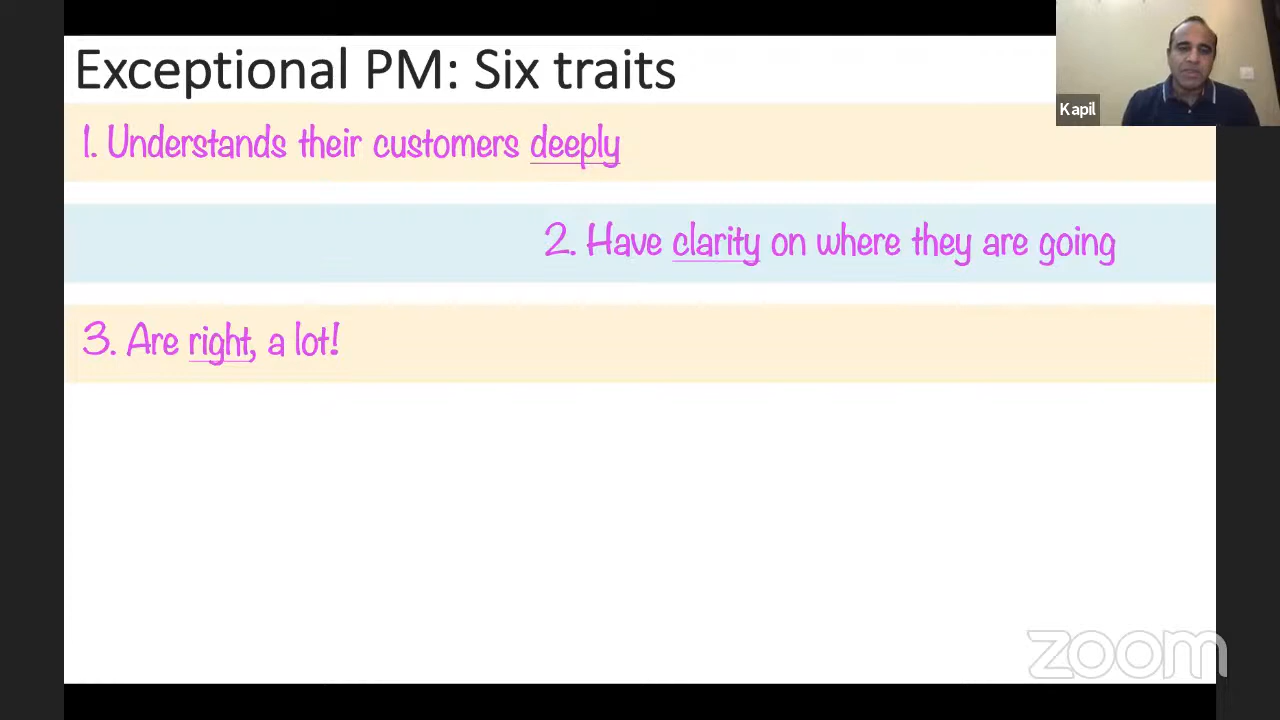 Exceptional PM: Six traits
Kapil
1. Understands their customers deeply
2. Have clarity on where they are going
3. Are right, a lot!
zoom